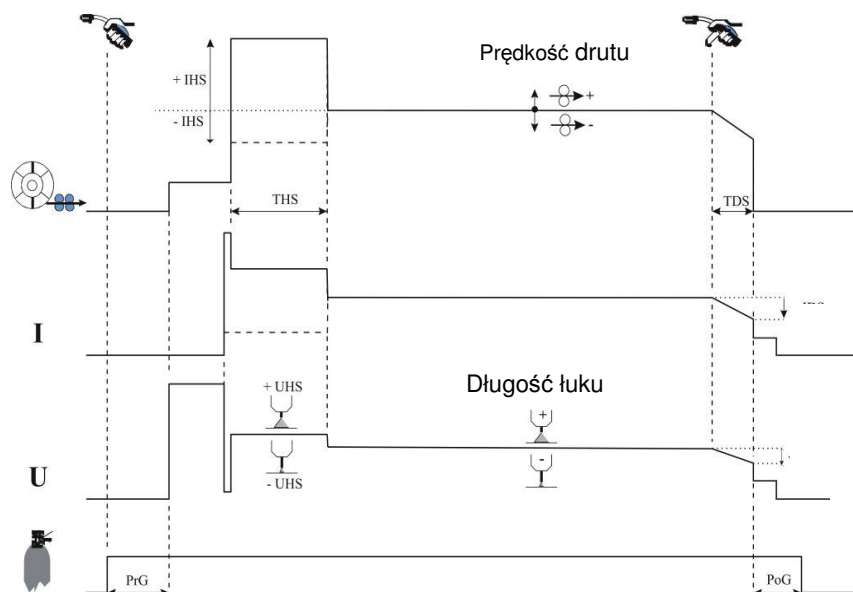 Prędkość drutu
+ IHS
- IHS
+
-
THS
TDS
I
+ UHS
Długość łuku
+
-
- UHS
U
PrG
PoG